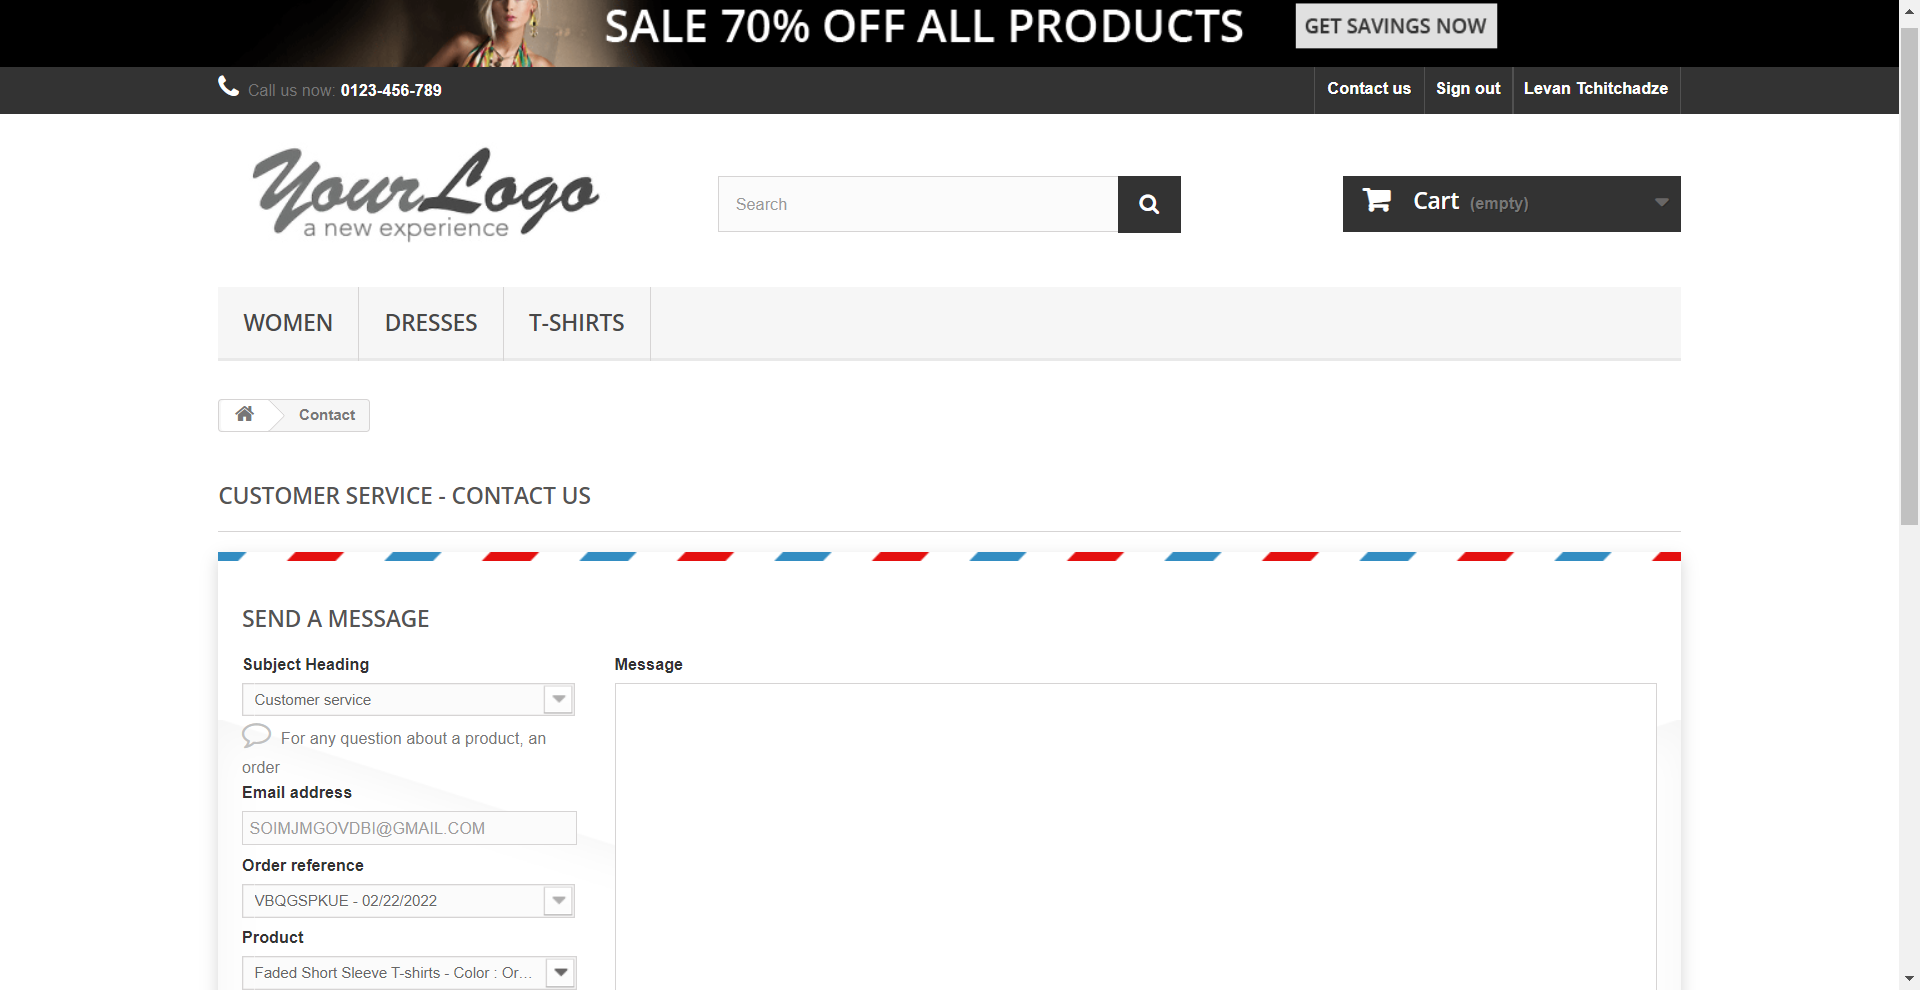 SALE 70% OFF ALL PRODUCTS
GET SAVINGS NOW
Call us now: 0123-456-789
Contact us
Sign out
Levan Tchitchadze
YourLogo
a new experience
Search
Cart (empty)
WOMEN
DRESSES
T-SHIRTS
Contact
CUSTOMER SERVICE - CONTACT US
SEND A MESSAGE
Subject Heading
Customer service
For any question about a product, an
order
Email address
SOIMJMGOVDBI@GMAIL.COM
Order reference
VBQGSPKUE - 02/22/2022
Product
Faded Short Sleeve T-shirts - Color : Or...
Message